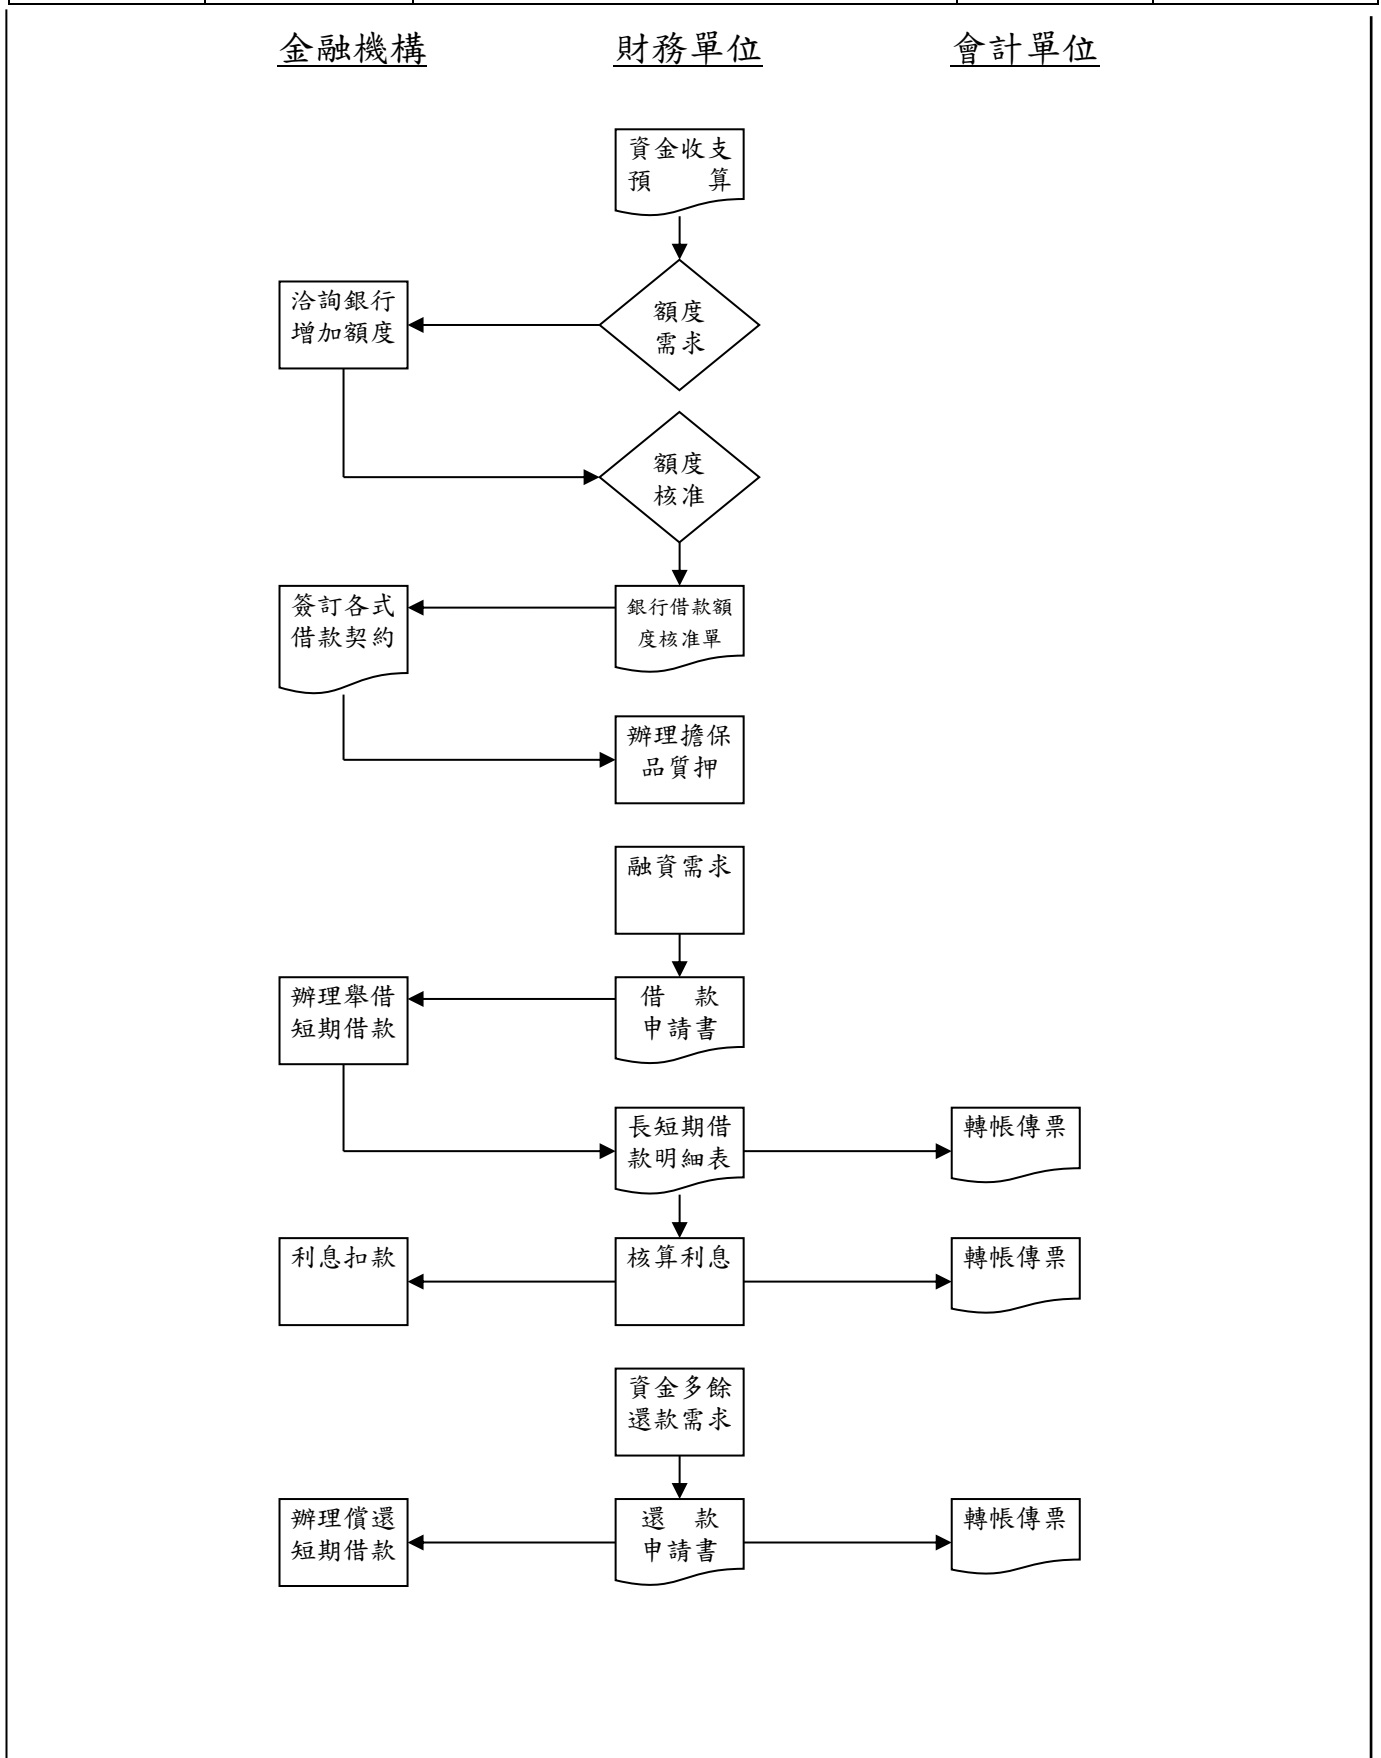 金融機構
財務單位
會計單位
資金收支
預 算
額度
需求
洽詢銀行
增加額度
額度
核准
銀行借款額
度核准單
簽訂各式
借款契約
辦理擔保
品質押
融資需求
借 款
申請書
辦理舉借
短期借款
長短期借
款明細表
轉帳傳票
利息扣款
核算利息
轉帳傳票
資金多餘
還款需求
辦理償還
短期借款
還 款
申請書
轉帳傳票